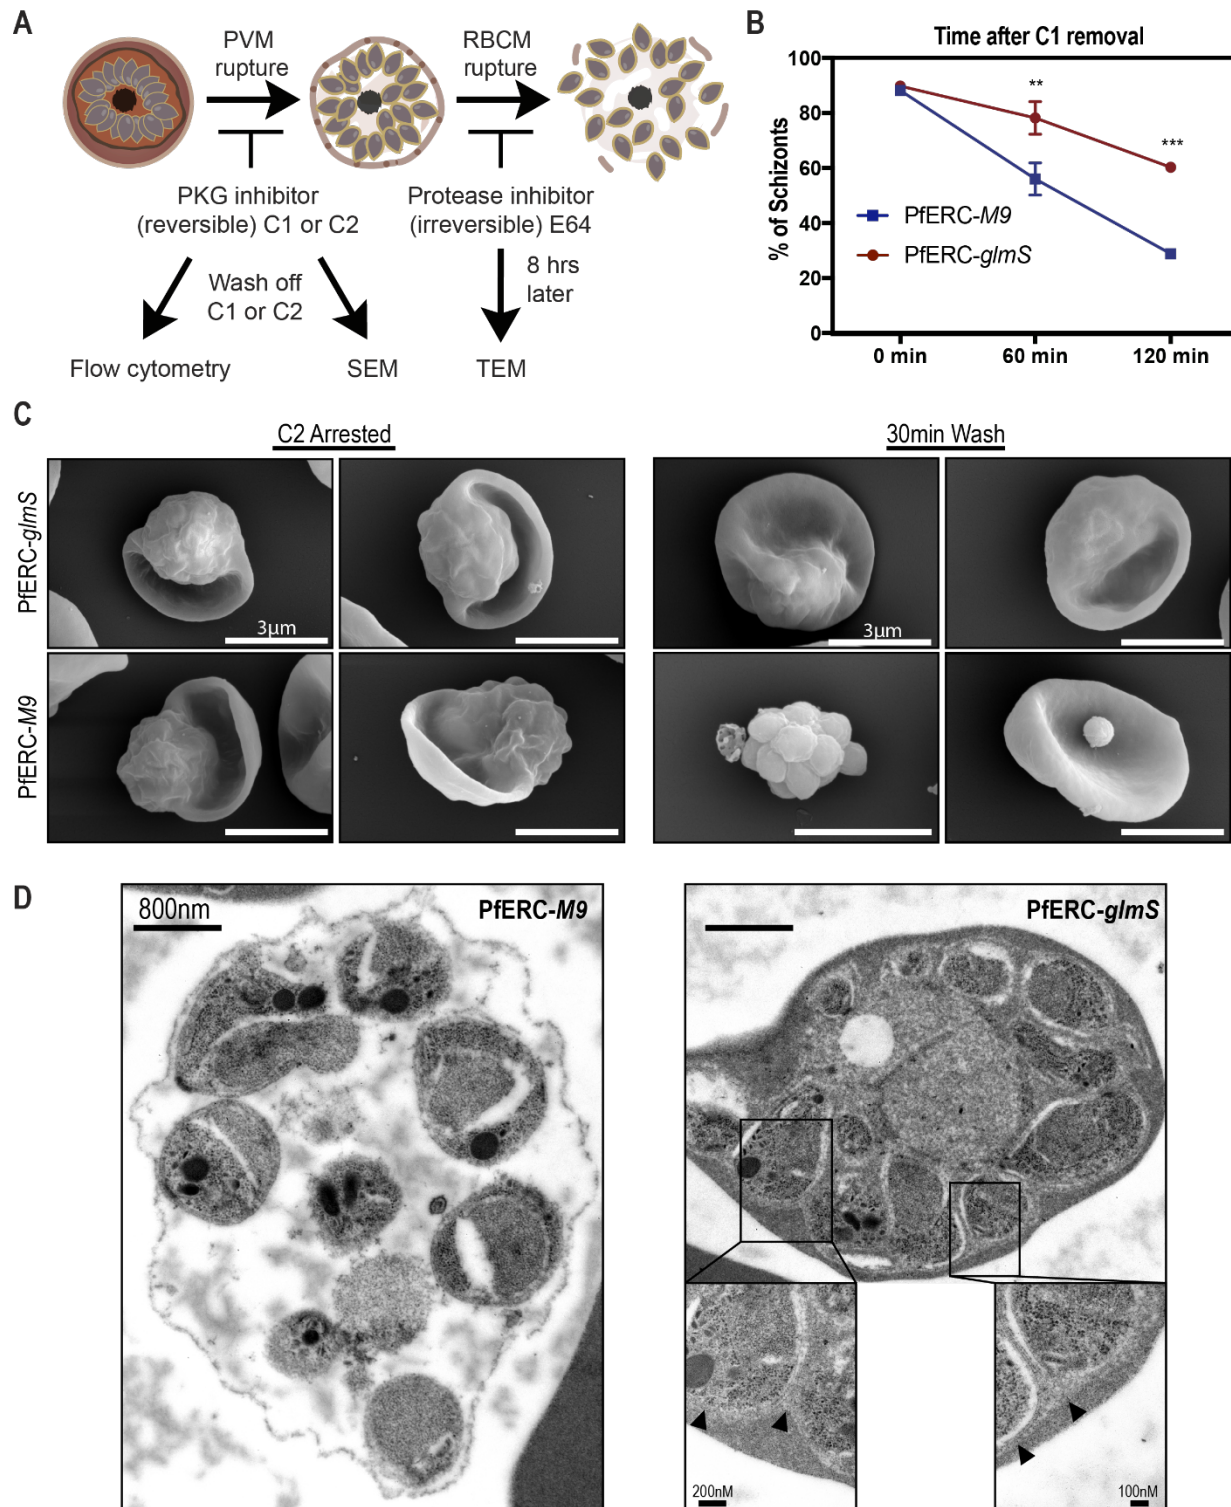 A
PVM
rupture
RBCM
rupture
PKG inhibitor
(reversible) C1 or C2
Protease inhibitor
(irreversible) E64
Wash off
C1 or C2
8 hrs
later
Flow cytometry
SEM
TEM
B
Time after C1 removal
% of Schizonts
100
80
60
40
20
0
**
***
PfERC-M9
PfERC-glmS
0 min
60 min
120 min
C
C2 Arrested
30min Wash
PfERC-glmS
3µm
3µm
PfERC-M9
D
800nm
PfERC-M9
PfERC-glmS
200nM
100nM